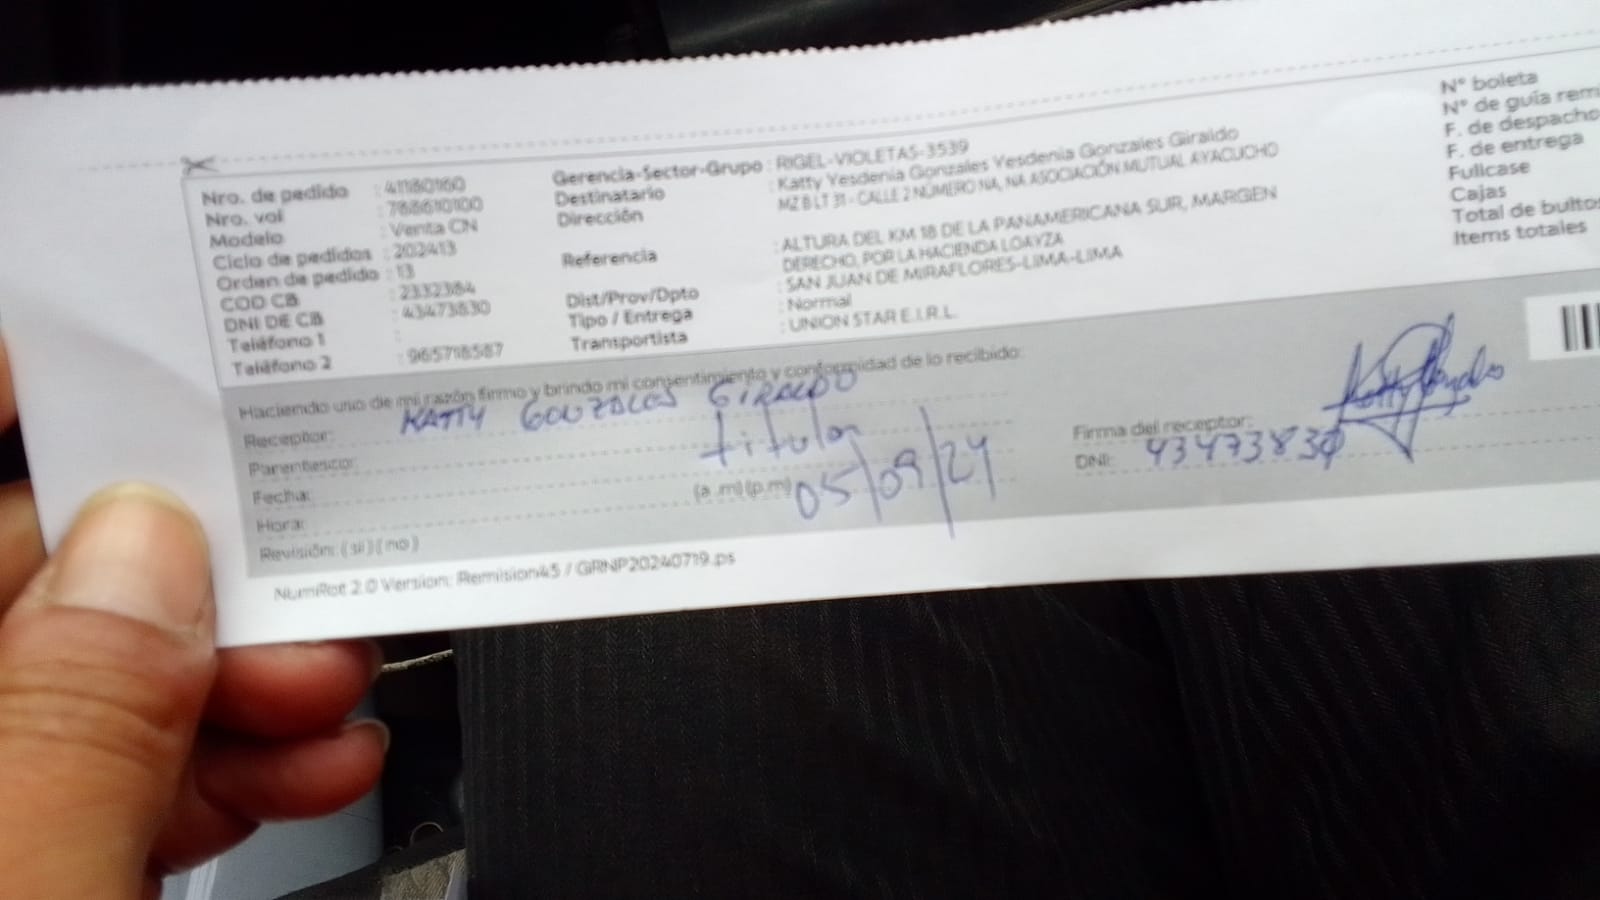 Nro. de pedido : 41180160
Nro. vol : 788610100
Modelo : Venta CN
Ciclo de pedidos : 202413
Orden de pedido : 13
COD CB : 2332384
DNI DE CB : 43473830
Teléfono 1 :
Teléfono 2 : 965718587
Gerencia-Sector-Grupo : RIGEL-VIOLETAS-3539
Destinatario : Katty Yesdenia Gonzales Yesdenia Gonzales Giraldo
Dirección : MZ B LT 31 - CALLE 2 NÚMERO NA, NA ASOCIACIÓN MUTUAL AYACUCHO
Referencia : ALTURA DEL KM 18 DE LA PANAMERICANA SUR, MARGEN
DERECHO, POR LA HACIENDA LOAYZA
Dist/Prov/Dpto : SAN JUAN DE MIRAFLORES-LIMA-LIMA
Tipo / Entrega : Normal
Transportista : UNION STAR E.I.R.L.
N° boleta
N° de guía rem
F. de despacho
F. de entrega
Fullcase
Cajas
Total de bultos
Items totales
Haciendo uso de mi razón firmo y brindo mi consentimiento y conformidad de lo recibido:
Receptor: KATTY GONZALES GIRALDO
Parentesco: titular
Fecha: 05/09/24
Hora: (a .m) (p.m)
Revisión: ( si ) ( no )
Firma del receptor:
DNI: 43473830
NumRot 2.0 Version: Remision45 / GRNP20240719.ps